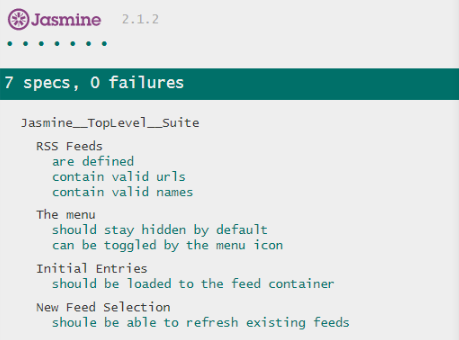 Jasmine 2.1.2
7 specs, 0 failures
Jasmine__TopLevel__Suite
RSS Feeds
are defined
contain valid urls
contain valid names
The menu
should stay hidden by default
can be toggled by the menu icon
Initial Entries
should be loaded to the feed container
New Feed Selection
shoule be able to refresh existing feeds